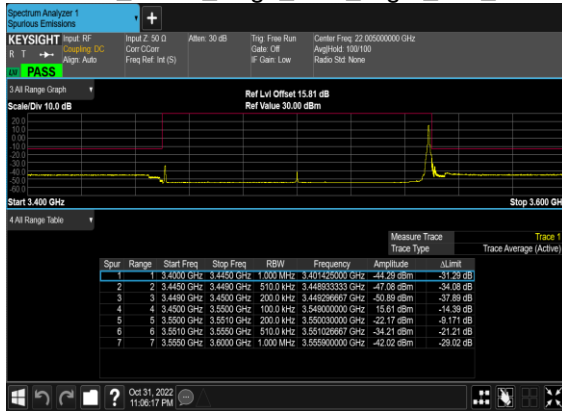 Spectrum Analyzer 1
Spurious Emissions
+
KEYSIGHT Input: RF Input Z: 50 Ω Atten: 30 dB Trig: Free Run Center Freq: 22.005000000 GHz
R T Coupling: DC Corr CCorr Gate: Off Avg|Hold: 100/100
Align: Auto Freq Ref: Int (S) IF Gain: Low Radio Std: None
PASS
3 All Range Graph
Ref Lvl Offset 15.81 dB
Scale/Div 10.0 dB Ref Value 30.00 dBm
20.0
10.0
0.00
-10.0
-20.0
-30.0
-40.0
-50.0
-60.0
Start 3.400 GHz Stop 3.600 GHz
4 All Range Table
Measure Trace Trace 1
Trace Type Trace Average (Active)
Spur Range Start Freq Stop Freq RBW Frequency Amplitude ΔLimit
1 1 3.4000 GHz 3.4450 GHz 1.000 MHz 3.401425000 GHz -44.29 dBm -31.29 dB
2 2 3.4450 GHz 3.4490 GHz 510.0 kHz 3.448933333 GHz -47.08 dBm -34.08 dB
3 3 3.4490 GHz 3.4500 GHz 200.0 kHz 3.449296667 GHz -50.89 dBm -37.89 dB
4 4 3.4500 GHz 3.5500 GHz 100.0 kHz 3.549000000 GHz 15.61 dBm -14.39 dB
5 5 3.5500 GHz 3.5510 GHz 200.0 kHz 3.550030000 GHz -22.17 dBm -9.171 dB
6 6 3.5510 GHz 3.5550 GHz 510.0 kHz 3.551026667 GHz -34.21 dBm -21.21 dB
7 7 3.5550 GHz 3.6000 GHz 1.000 MHz 3.555900000 GHz -42.02 dBm -29.02 dB
? Oct 31, 2022
11:06:17 PM